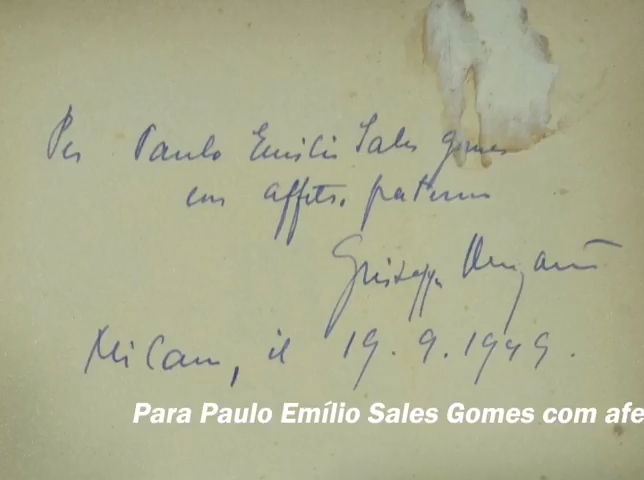 Per Paulo Emilio Sales Gomes
con affetto paterno
Giuseppe Ungaretti
Milano, il 19.9.1949.
Para Paulo Emílio Sales Gomes com afe